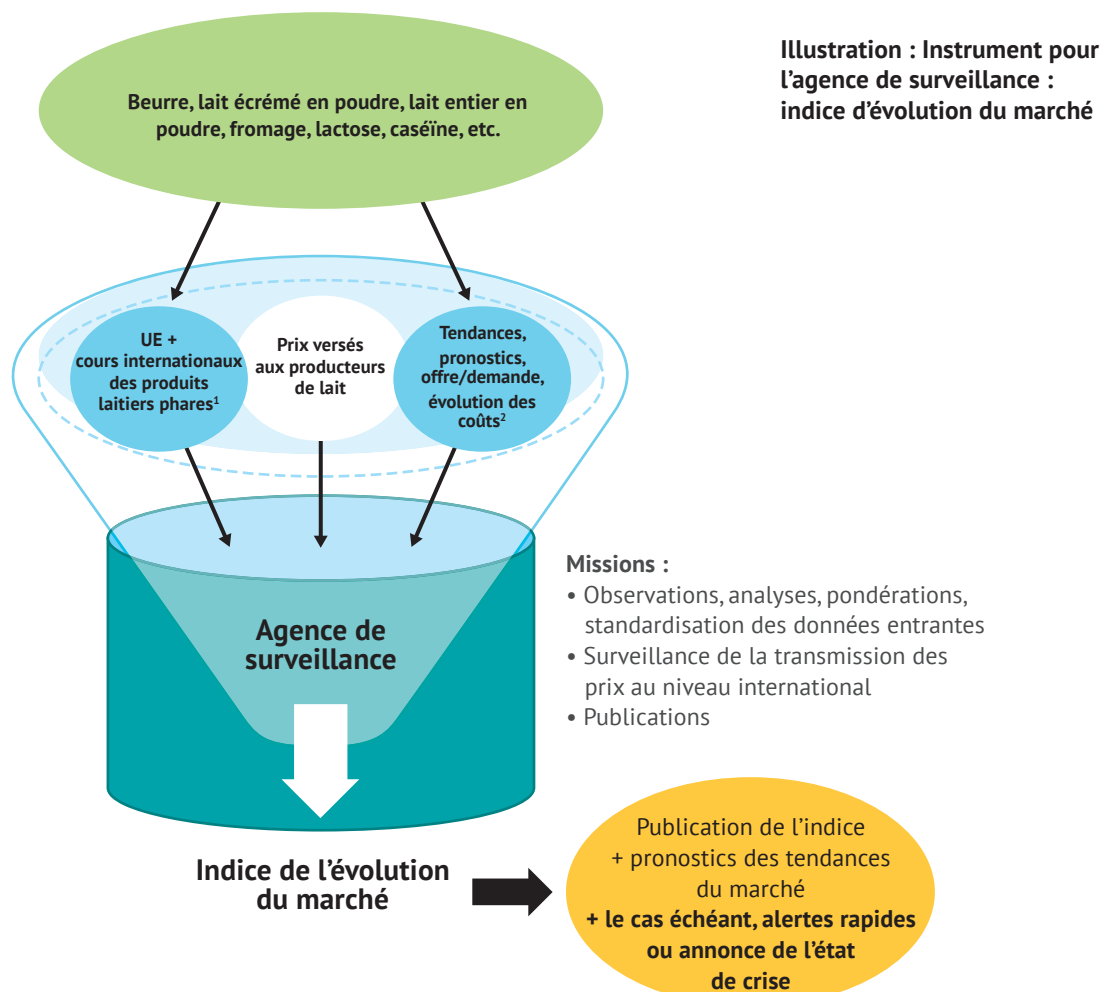 Illustration : Instrument pour
l’agence de surveillance :
indice d’évolution du marché
Beurre, lait écrémé en poudre, lait entier en
poudre, fromage, lactose, caséïne, etc.
UE +
cours internationaux
des produits
laitiers phares¹
Prix versés
aux producteurs
de lait
Tendances,
pronostics,
offre/demande,
évolution des
coûts²
Agence de
surveillance
Missions :
• Observations, analyses, pondérations,
standardisation des données entrantes
• Surveillance de la transmission des
prix au niveau international
• Publications
Indice de l’évolution
du marché
Publication de l’indice
+ pronostics des tendances
du marché
+ le cas échéant, alertes rapides
ou annonce de l’état
de crise